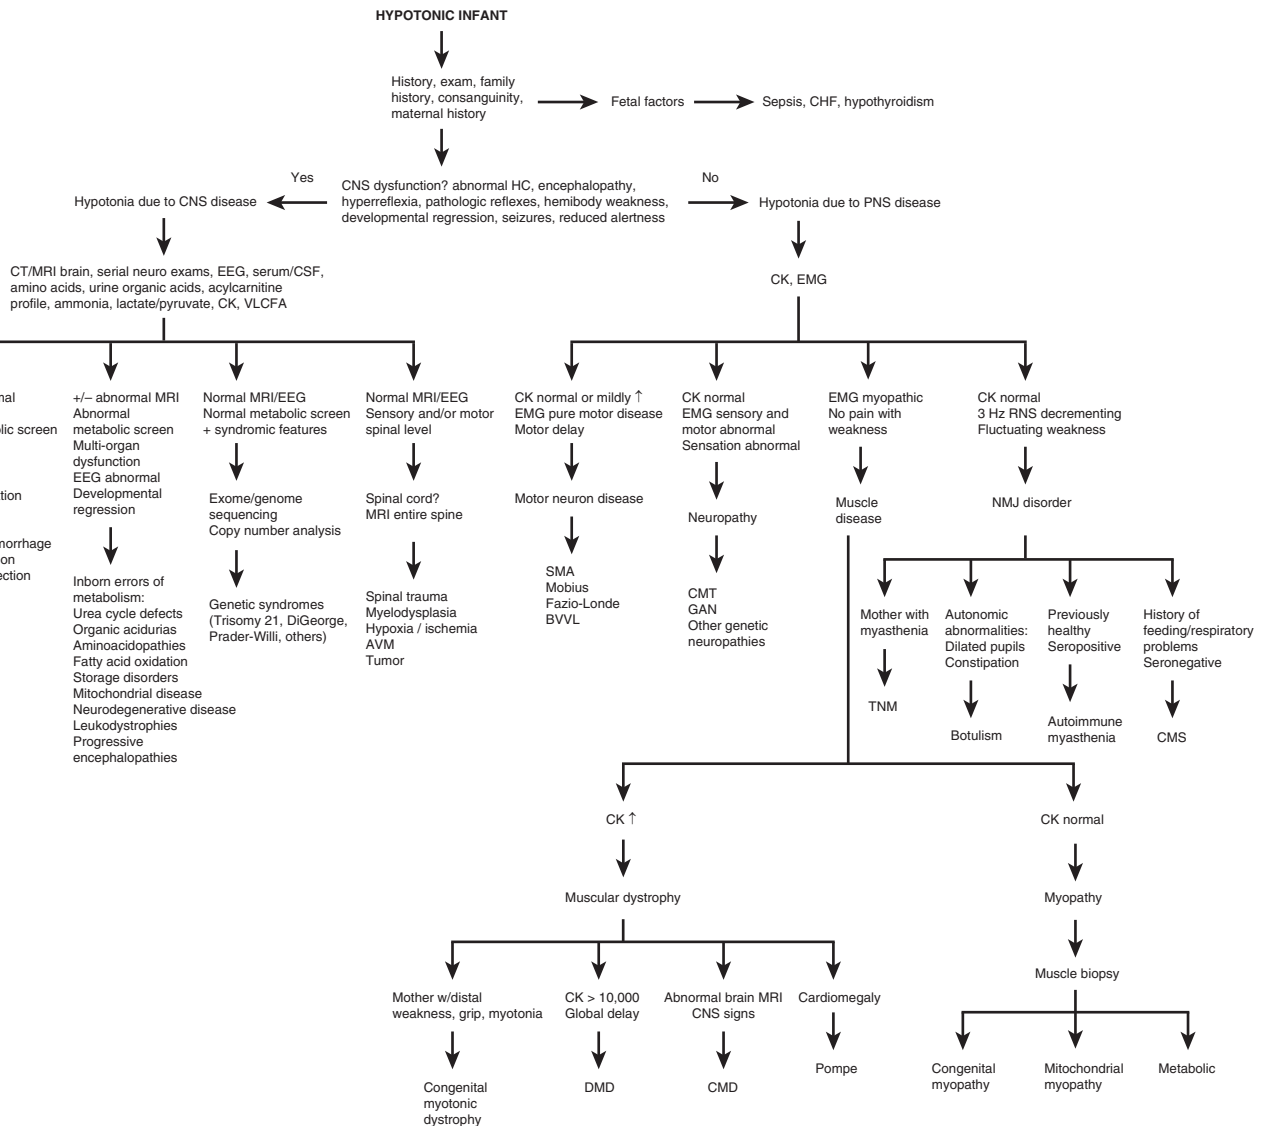 HYPOTONIC INFANT
History, exam, family
history, consanguinity,
maternal history
Fetal factors
Sepsis, CHF, hypothyroidism
Yes
CNS dysfunction? abnormal HC, encephalopathy,
hyperreflexia, pathologic reflexes, hemibody weakness,
developmental regression, seizures, reduced alertness
No
Hypotonia due to CNS disease
Hypotonia due to PNS disease
CT/MRI brain, serial neuro exams, EEG, serum/CSF,
amino acids, urine organic acids, acylcarnitine
profile, ammonia, lactate/pyruvate, CK, VLCFA
CK, EMG
screen
+/– abnormal MRI
Abnormal
metabolic screen
Multi-organ
dysfunction
EEG abnormal
Developmental
regression
Inborn errors of
metabolism:
Urea cycle defects
Organic acidurias
Aminoacidopathies
Fatty acid oxidation
Storage disorders
Mitochondrial disease
Neurodegenerative disease
Leukodystrophies
Progressive
encephalopathies
Normal MRI/EEG
Normal metabolic screen
+ syndromic features
Exome/genome
sequencing
Copy number analysis
Genetic syndromes
(Trisomy 21, DiGeorge,
Prader-Willi, others)
Normal MRI/EEG
Sensory and/or motor
spinal level
Spinal cord?
MRI entire spine
Spinal trauma
Myelodysplasia
Hypoxia / ischemia
AVM
Tumor
CK normal or mildly ↑
EMG pure motor disease
Motor delay
Motor neuron disease
SMA
Mobius
Fazio-Londe
BVVL
CK normal
EMG sensory and
motor abnormal
Sensation abnormal
Neuropathy
CMT
GAN
Other genetic
neuropathies
EMG myopathic
No pain with
weakness
Muscle
disease
CK normal
3 Hz RNS decrementing
Fluctuating weakness
NMJ disorder
Mother with
myasthenia
TNM
Autonomic
abnormalities:
Dilated pupils
Constipation
Botulism
Previously
healthy
Seropositive
Autoimmune
myasthenia
History of
feeding/respiratory
problems
Seronegative
CMS
CK ↑
Muscular dystrophy
Mother w/distal
weakness, grip, myotonia
Congenital
myotonic
dystrophy
CK > 10,000
Global delay
DMD
Abnormal brain MRI
CNS signs
CMD
Cardiomegaly
Pompe
CK normal
Myopathy
Muscle biopsy
Congenital
myopathy
Mitochondrial
myopathy
Metabolic